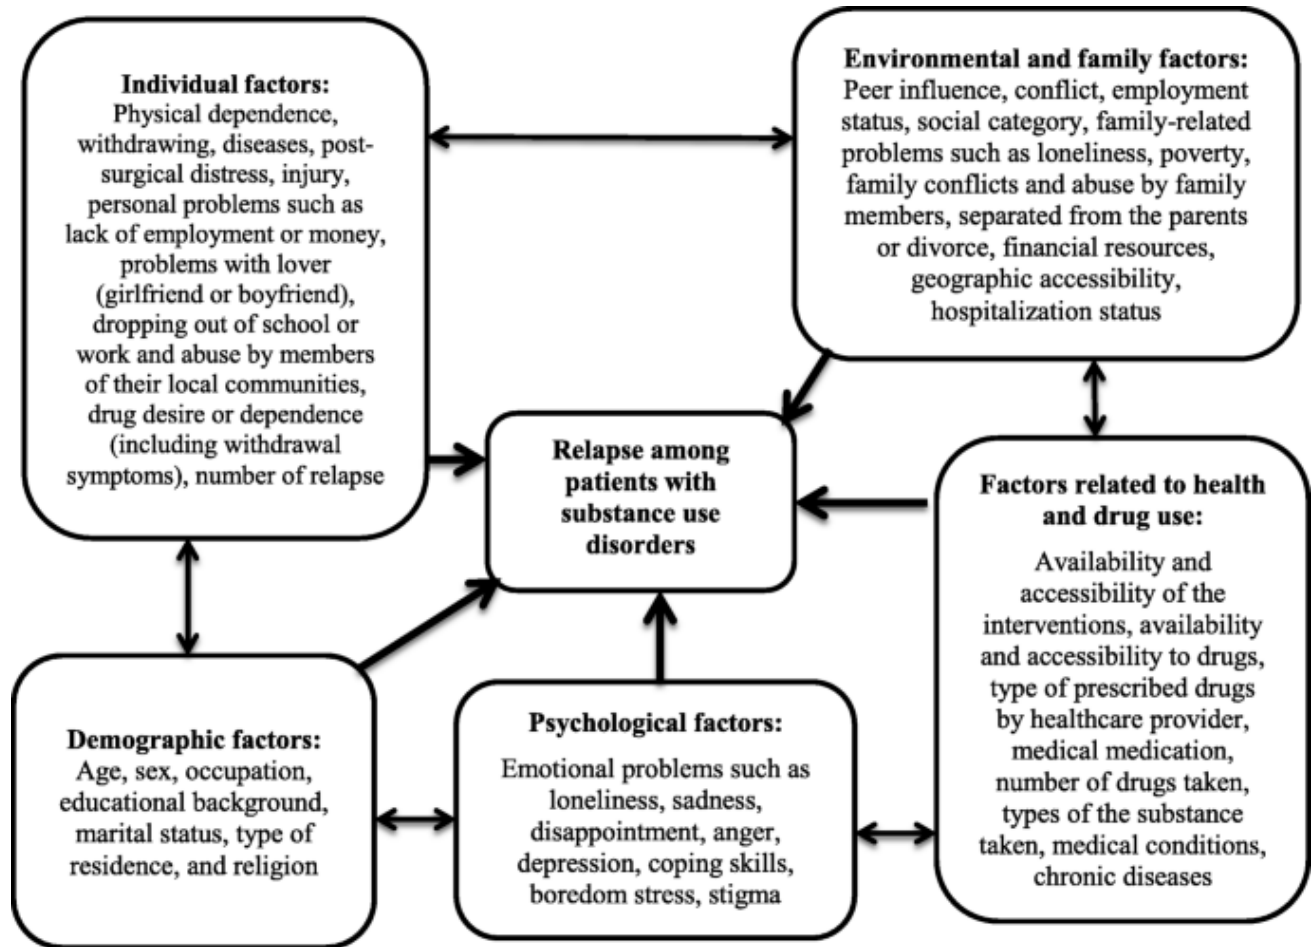 Individual factors:
Physical dependence,
withdrawing, diseases, post-
surgical distress, injury,
personal problems such as
lack of employment or money,
problems with lover
(girlfriend or boyfriend),
dropping out of school or
work and abuse by members
of their local communities,
drug desire or dependence
(including withdrawal
symptoms), number of relapse
Environmental and family factors:
Peer influence, conflict, employment
status, social category, family-related
problems such as loneliness, poverty,
family conflicts and abuse by family
members, separated from the parents
or divorce, financial resources,
geographic accessibility,
hospitalization status
Relapse among
patients with
substance use
disorders
Factors related to health
and drug use:
Availability and
accessibility of the
interventions, availability
and accessibility to drugs,
type of prescribed drugs
by healthcare provider,
medical medication,
number of drugs taken,
types of the substance
taken, medical conditions,
chronic diseases
Demographic factors:
Age, sex, occupation,
educational background,
marital status, type of
residence, and religion
Psychological factors:
Emotional problems such as
loneliness, sadness,
disappointment, anger,
depression, coping skills,
boredom stress, stigma